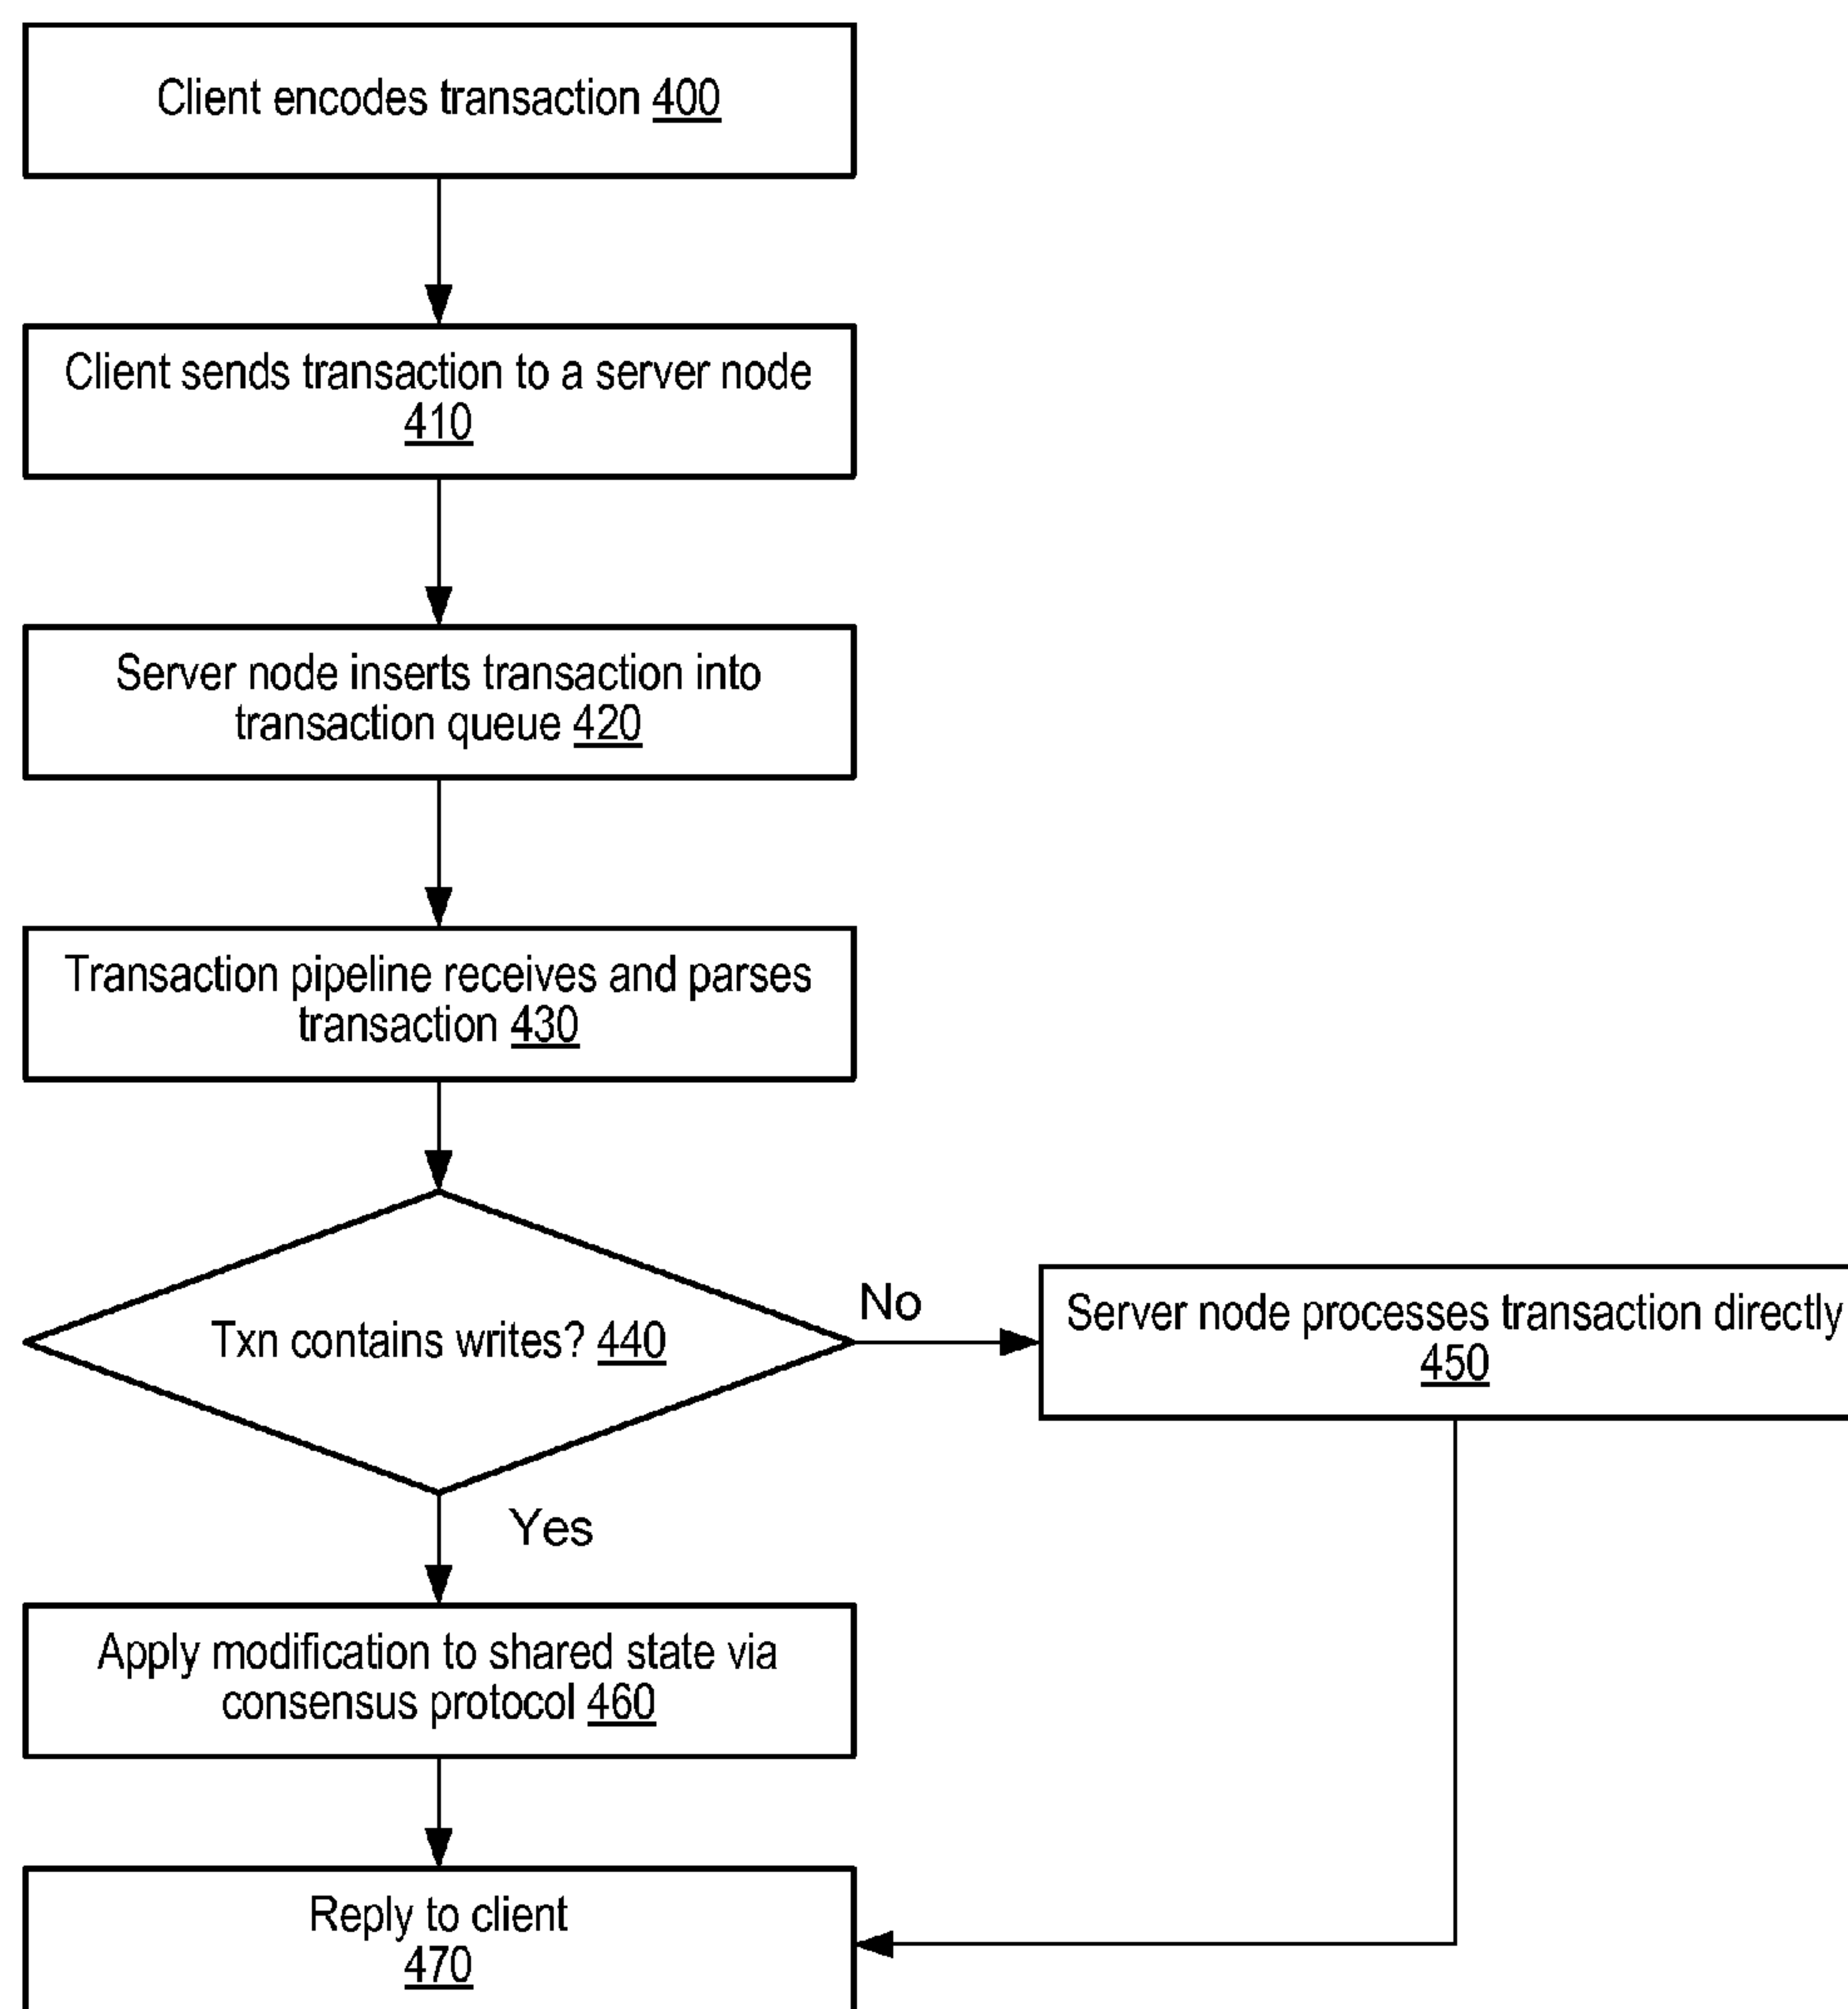 Client encodes transaction 400
Client sends transaction to a server node
410
Server node inserts transaction into
transaction queue 420
Transaction pipeline receives and parses
transaction 430
Txn contains writes? 440
No
Server node processes transaction directly
450
Yes
Apply modification to shared state via
consensus protocol 460
Reply to client
470